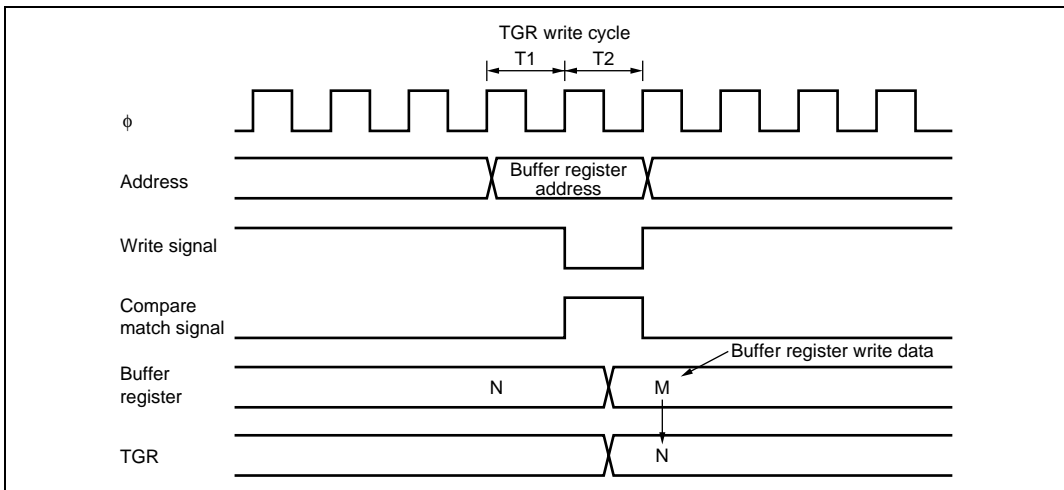 TGR write cycle
T1 T2
ϕ
Address
Buffer register
address
Write signal
Compare
match signal
Buffer register write data
Buffer
register
N M
TGR
N